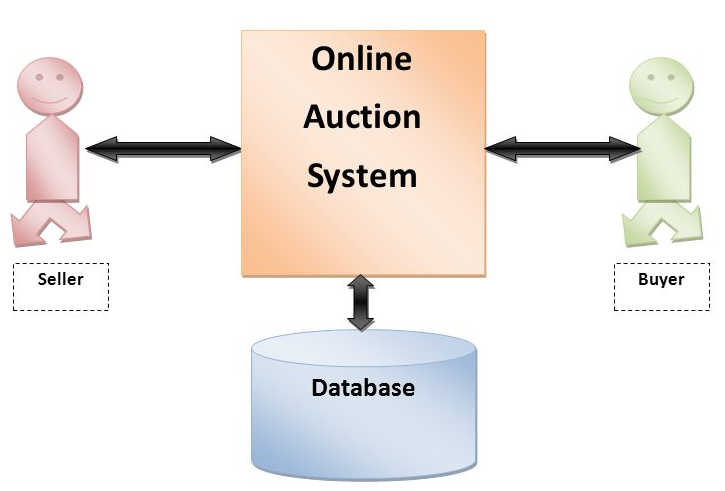 Online
Auction
System
Seller
Buyer
Database